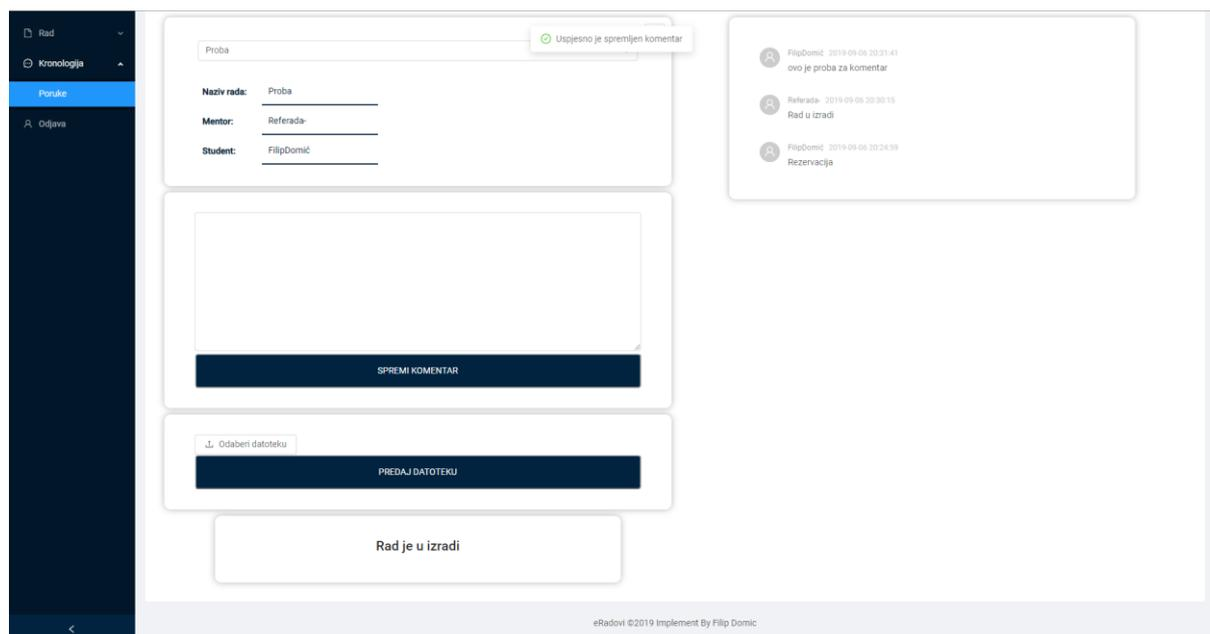 Rad
Kronologija
Poruke
Odjava
Uspjesno je spremljen komentar
Proba
Naziv rada: Proba
Mentor: Referada-
Student: FilipDomić
SPREMI KOMENTAR
Odaberi datoteku
PREDAJ DATOTEKU
Rad je u izradi
FilipDomić 2019-09-06 20:31:41
ovo je proba za komentar
Referada- 2019-09-06 20:30:15
Rad u izradi
FilipDomić 2019-09-06 20:24:59
Rezervacija
eRadovi ©2019 Implement By Filip Domic